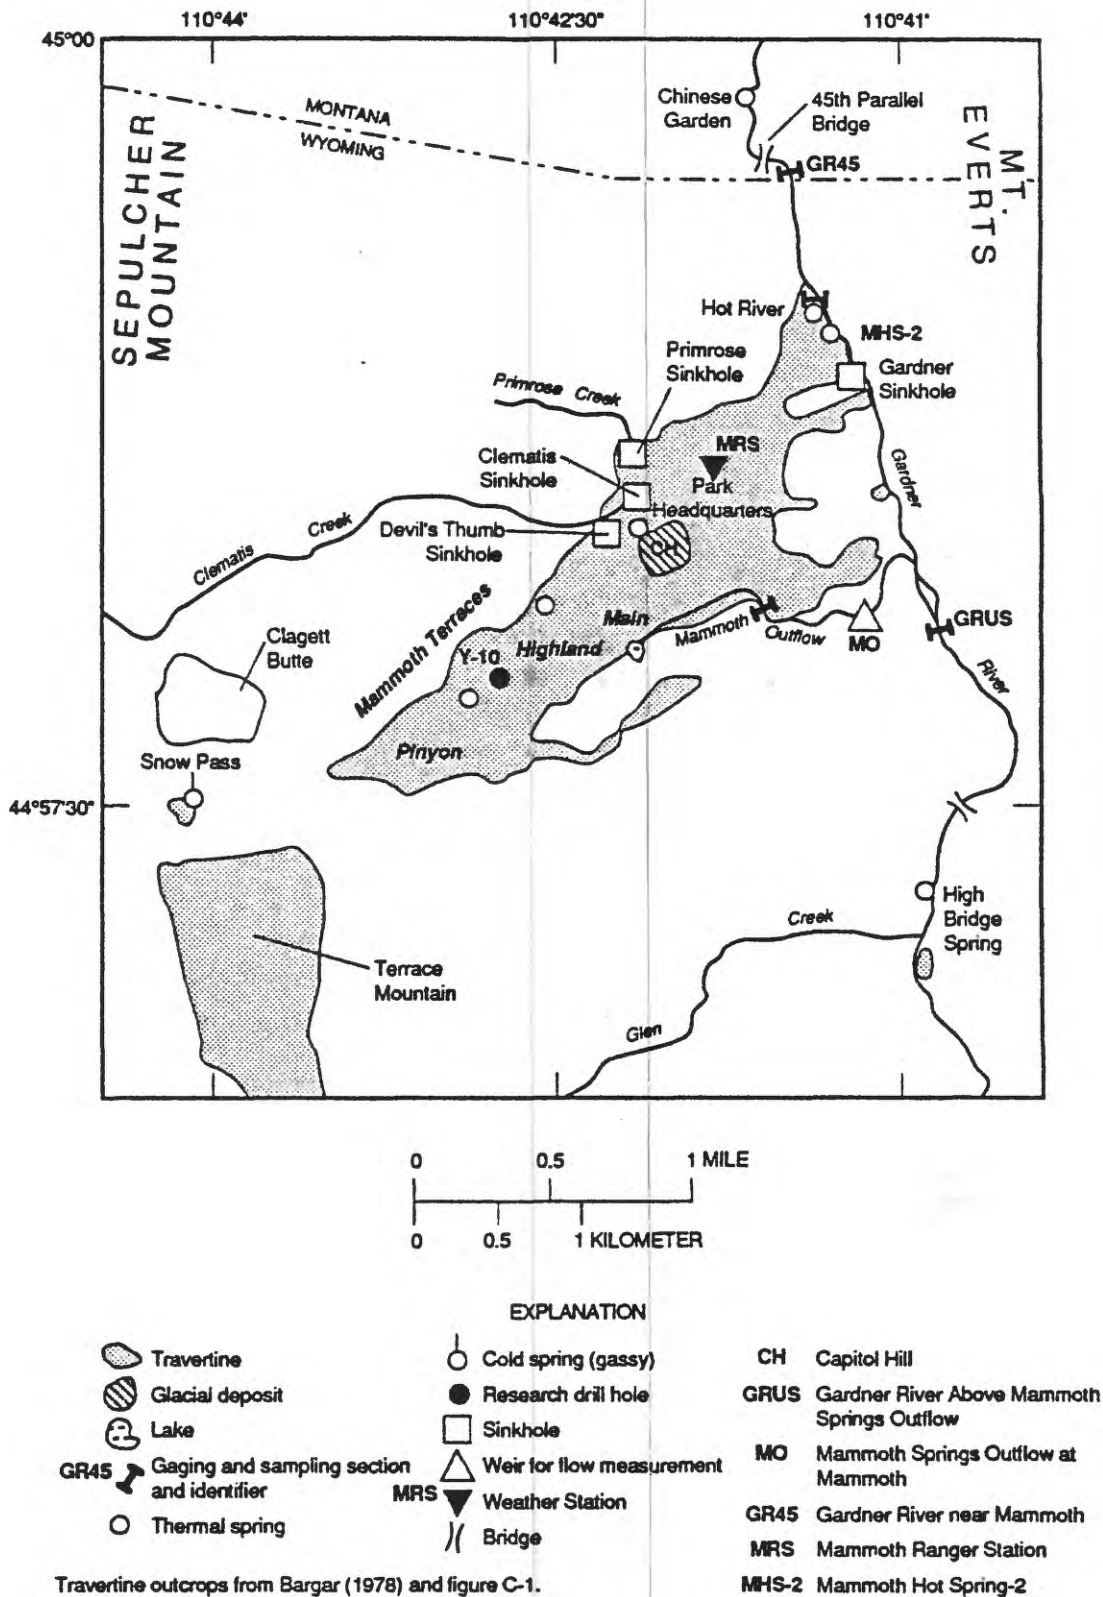 110°44'
110°42'30"
110°41'
45°00
MONTANA
WYOMING
SEPULCHER
MOUNTAIN
Chinese
Garden
45th Parallel
Bridge
GR45
MT.
EVERTS
Hot River
MHS-2
Primrose
Sinkhole
Gardner
Sinkhole
Primrose Creek
MRS
Clematis
Sinkhole
Park
Headquarters
Gardner
Devil's Thumb
Sinkhole
CH
Clematis Creek
Mammoth Terraces
Main
Mammoth Outflow
MO
GRUS
Clagett
Butte
Y-10
Highland
River
Pinyon
Snow Pass
44°57'30"
High
Bridge
Spring
Creek
Terrace
Mountain
Glen
0 0.5 1 MILE
0 0.5 1 KILOMETER
EXPLANATION
Travertine
Glacial deposit
Lake
GR45 Gaging and sampling section
and identifier
Thermal spring
Cold spring (gassy)
Research drill hole
Sinkhole
Weir for flow measurement
MRS Weather Station
Bridge
CH Capitol Hill
GRUS Gardner River Above Mammoth
Springs Outflow
MO Mammoth Springs Outflow at
Mammoth
GR45 Gardner River near Mammoth
MRS Mammoth Ranger Station
MHS-2 Mammoth Hot Spring-2
Travertine outcrops from Bargar (1978) and figure C-1.